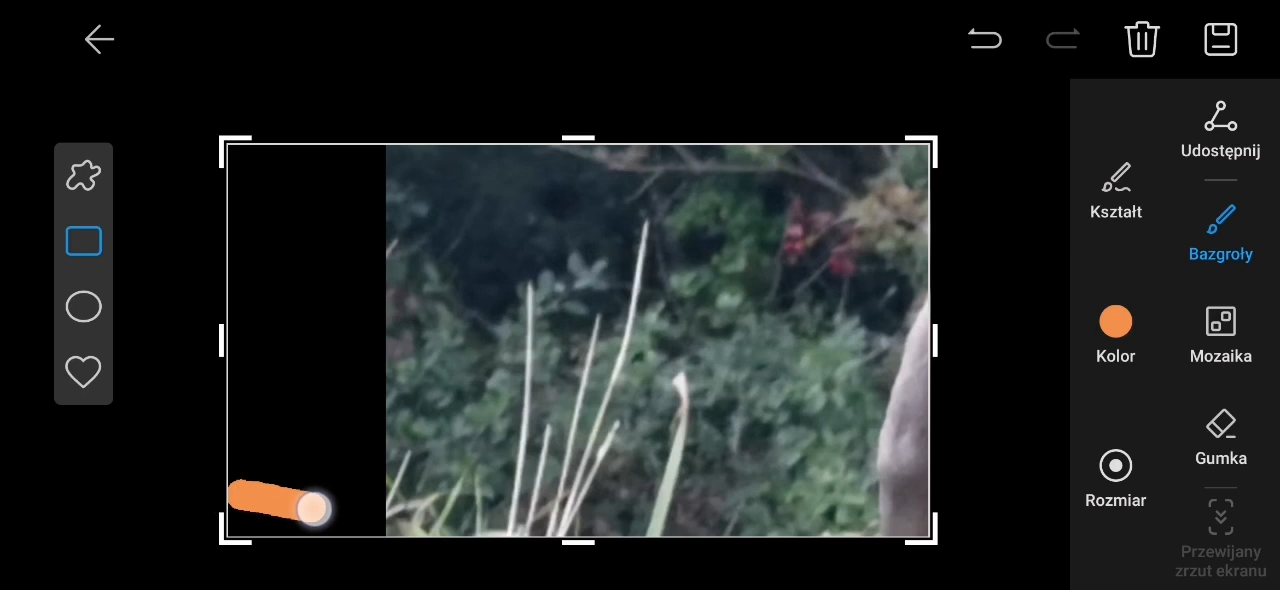 Udostępnij
Kształt
Bazgroły
Kolor
Mozaika
Gumka
Rozmiar
Przewijany
zrzut ekranu